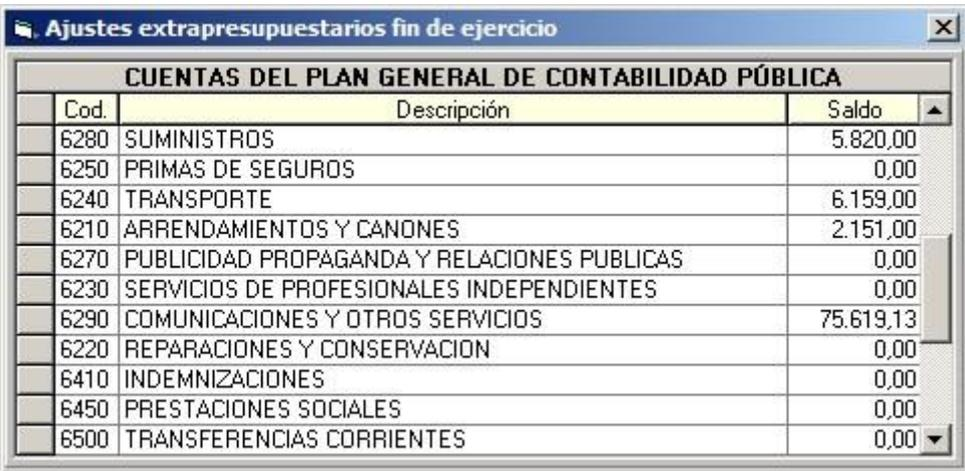 Ajustes extrapresupuestarios fin de ejercicio
CUENTAS DEL PLAN GENERAL DE CONTABILIDAD PÚBLICA
Cod. Descripción Saldo
6280 SUMINISTROS 5.820,00
6250 PRIMAS DE SEGUROS 0,00
6240 TRANSPORTE 6.159,00
6210 ARRENDAMIENTOS Y CANONES 2.151,00
6270 PUBLICIDAD PROPAGANDA Y RELACIONES PUBLICAS 0,00
6230 SERVICIOS DE PROFESIONALES INDEPENDIENTES 0,00
6290 COMUNICACIONES Y OTROS SERVICIOS 75.619,13
6220 REPARACIONES Y CONSERVACION 0,00
6410 INDEMNIZACIONES 0,00
6450 PRESTACIONES SOCIALES 0,00
6500 TRANSFERENCIAS CORRIENTES 0,00